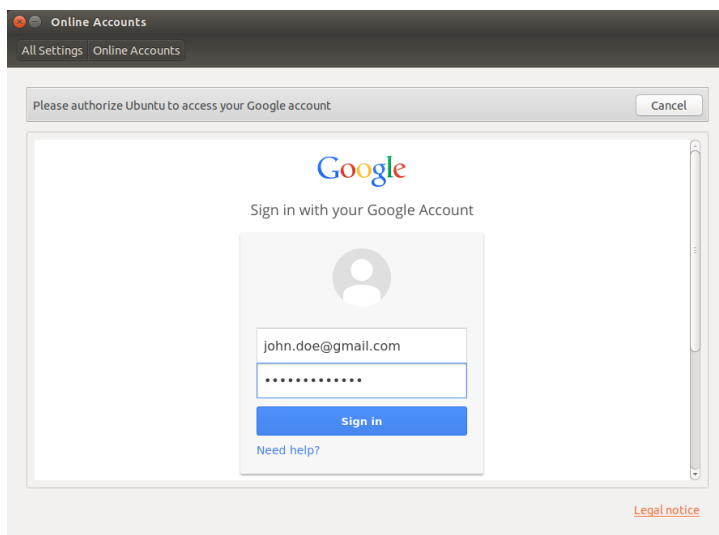 Online Accounts
All Settings Online Accounts
Please authorize Ubuntu to access your Google account
Cancel
Google
Sign in with your Google Account
john.doe@gmail.com
•••••••••••••
Sign in
Need help?
Legal notice